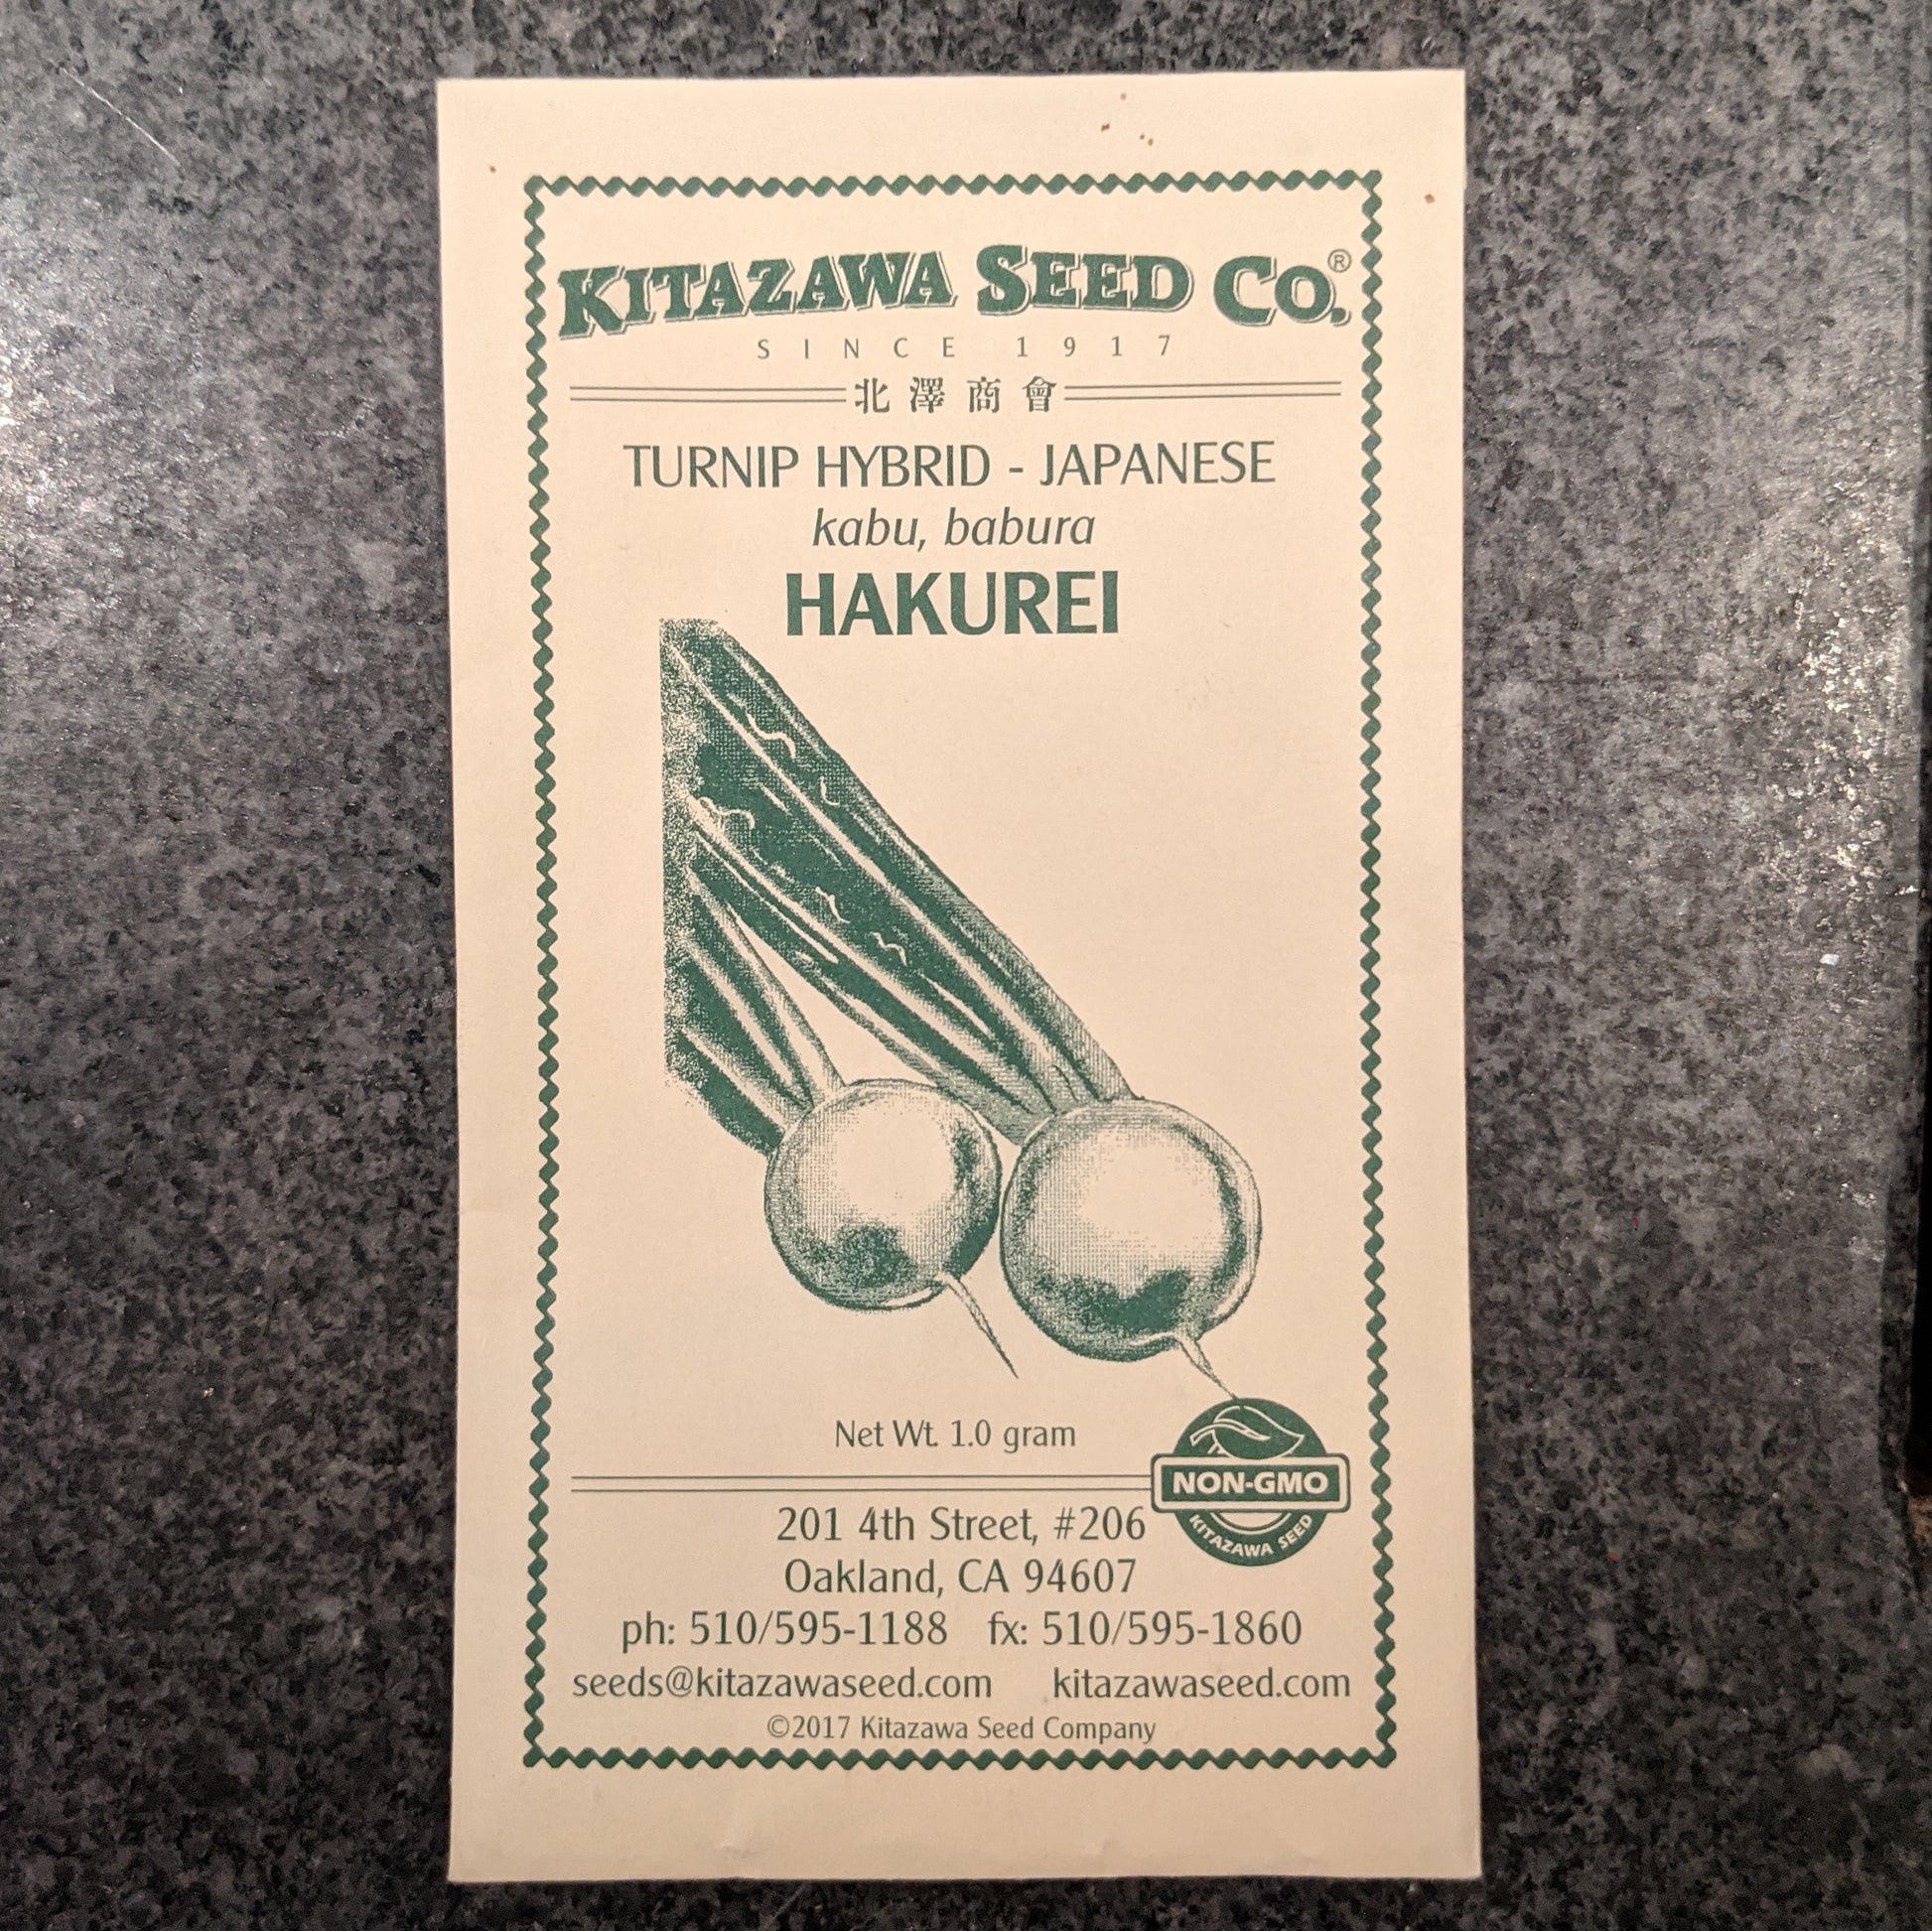 KITAZAWA SEED CO.®
SINCE 1917
北澤商會
TURNIP HYBRID - JAPANESE
kabu, babura
HAKUREI
Net Wt. 1.0 gram
NON-GMO
KITAZAWA SEED
201 4th Street, #206
Oakland, CA 94607
ph: 510/595-1188 fx: 510/595-1860
seeds@kitazawaseed.com kitazawaseed.com
©2017 Kitazawa Seed Company